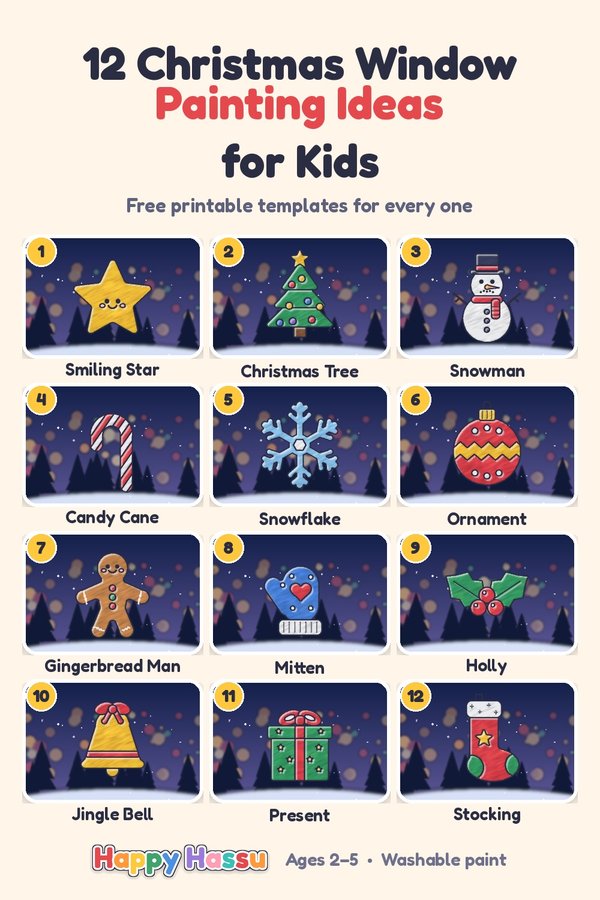 12 Christmas Window
Painting Ideas
for Kids
Free printable templates for every one
1
2
3
Smiling Star
Christmas Tree
Snowman
4
5
6
Candy Cane
Snowflake
Ornament
7
8
9
Gingerbread Man
Mitten
Holly
10
11
12
Jingle Bell
Present
Stocking
Happy Hassu
Ages 2–5 • Washable paint